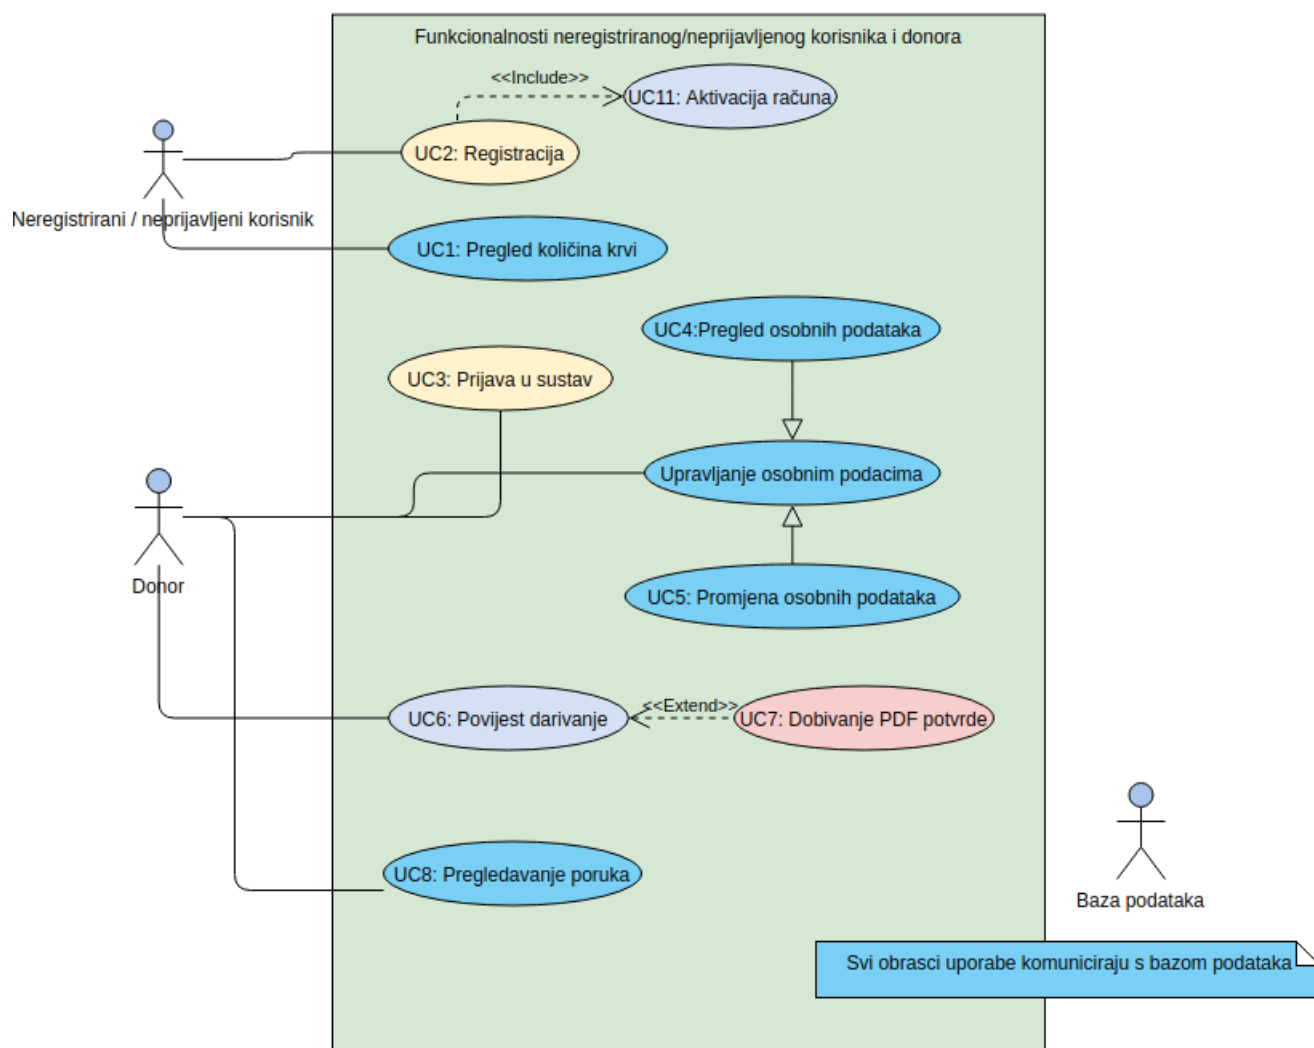 Funkcionalnosti neregistriranog/neprijavljenog korisnika i donora
<<Include>>
UC11: Aktivacija računa
UC2: Registracija
Neregistrirani / neprijavljeni korisnik
UC1: Pregled količina krvi
UC4:Pregled osobnih podataka
UC3: Prijava u sustav
Upravljanje osobnim podacima
Donor
UC5: Promjena osobnih podataka
<<Extend>>
UC6: Povijest darivanje
UC7: Dobivanje PDF potvrde
UC8: Pregledavanje poruka
Baza podataka
Svi obrasci uporabe komuniciraju s bazom podataka